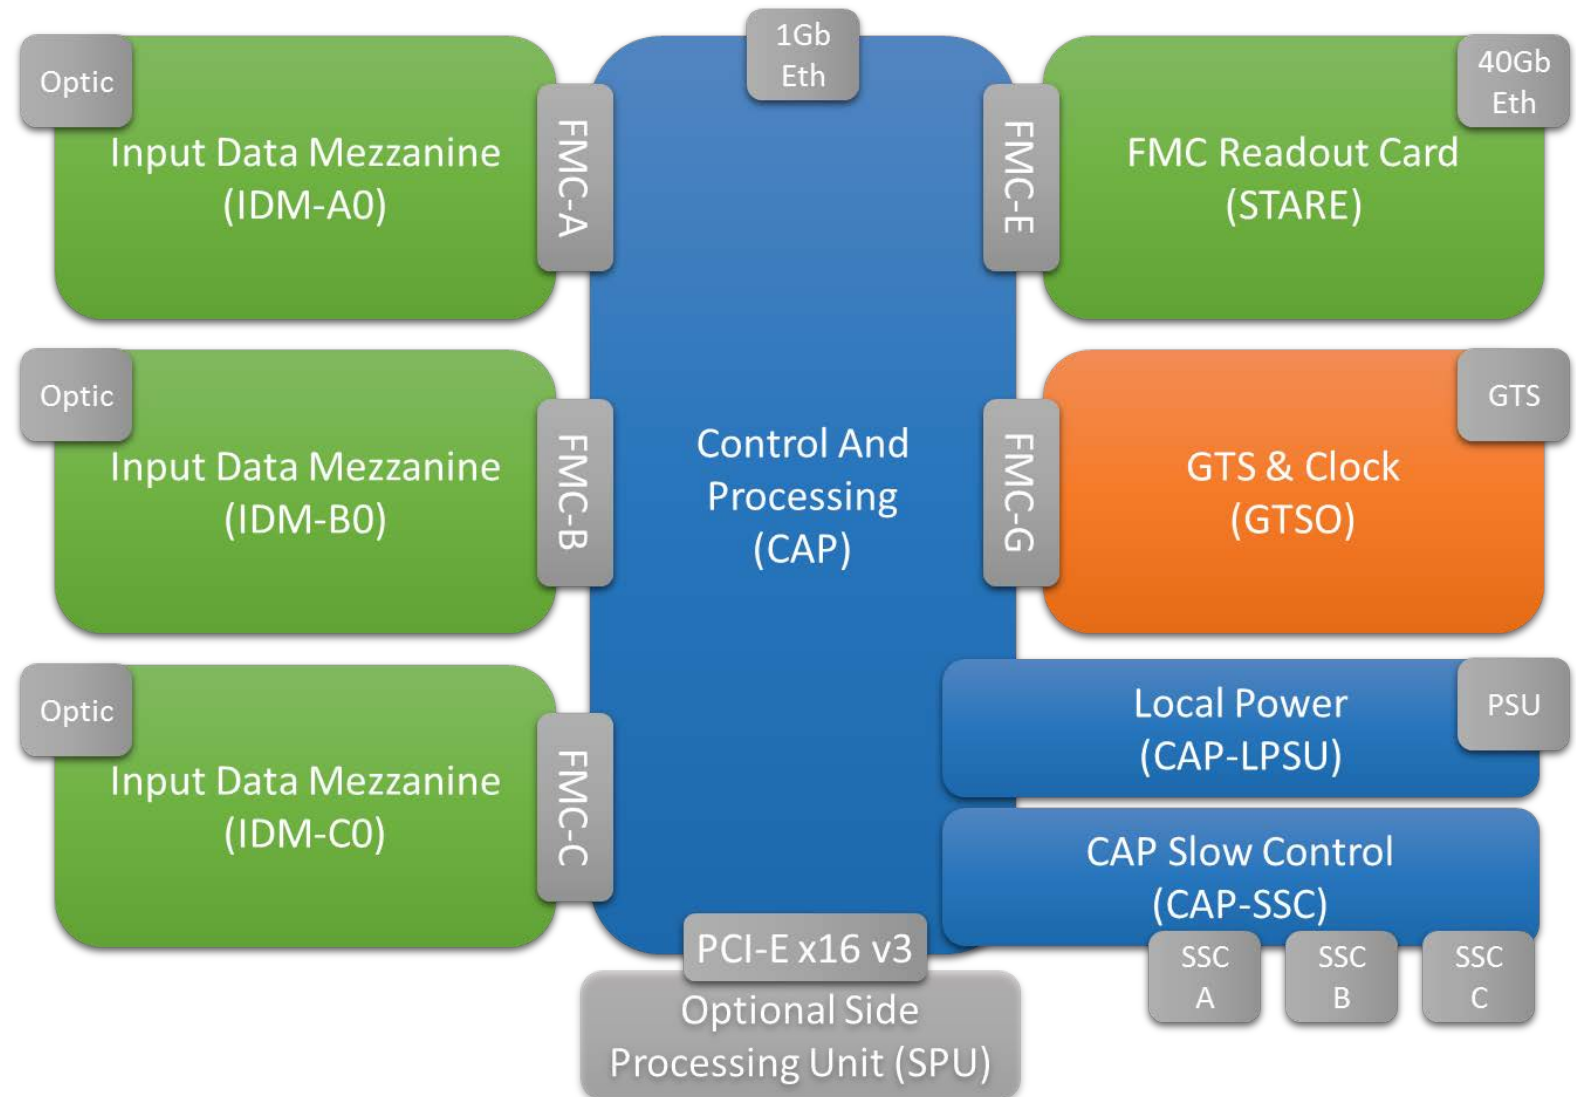 Optic
Input Data Mezzanine
(IDM-A0)
FMC-A
Optic
Input Data Mezzanine
(IDM-B0)
FMC-B
Optic
Input Data Mezzanine
(IDM-C0)
FMC-C
1Gb
Eth
Control And
Processing
(CAP)
PCI-E x16 v3
Optional Side
Processing Unit (SPU)
FMC-E
FMC Readout Card
(STARE)
40Gb
Eth
FMC-G
GTS & Clock
(GTSO)
GTS
Local Power
(CAP-LPSU)
PSU
CAP Slow Control
(CAP-SSC)
SSC
A
SSC
B
SSC
C